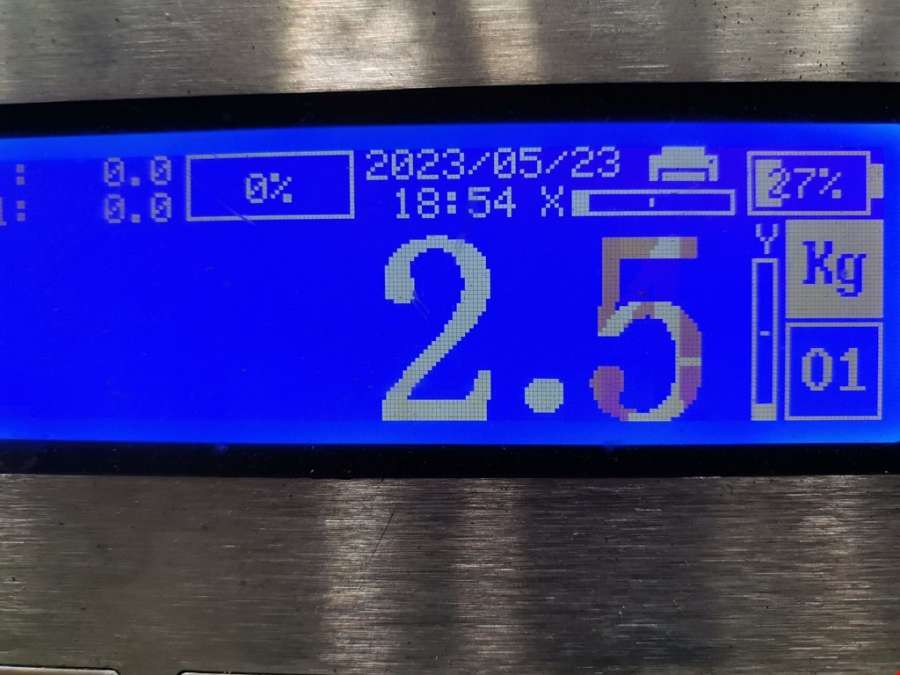 : 0.0 0% 2023/05/23 27%
: 0.0 18:54 X
2.5 Y Kg
01